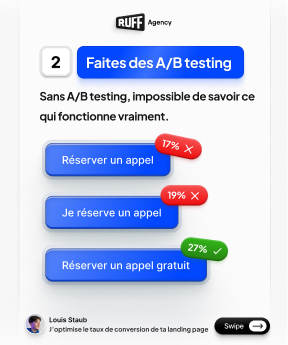 RUFF Agency
2 Faites des A/B testing
Sans A/B testing, impossible de savoir ce
qui fonctionne vraiment.
17%
Réserver un appel
19%
Je réserve un appel
27%
Réserver un appel gratuit
Louis Staub
J'optimise le taux de conversion de ta landing page
Swipe